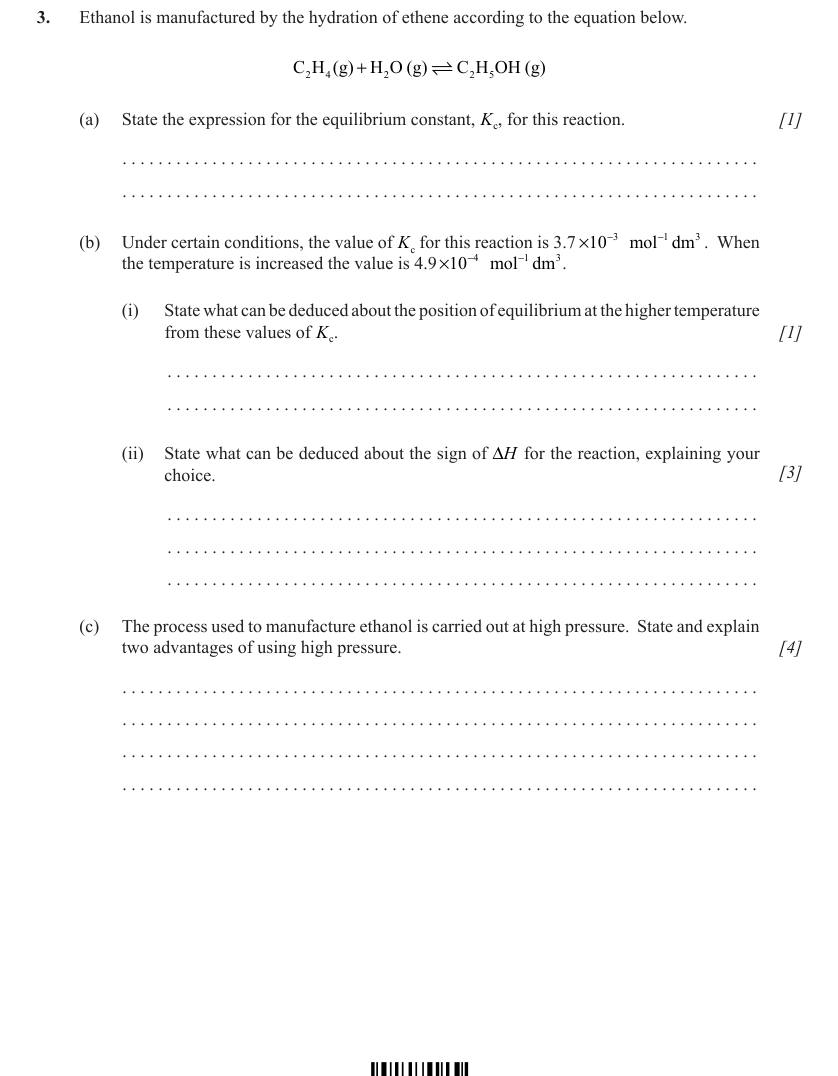 3. Ethanol is manufactured by the hydration of ethene according to the equation below.
C₂H₄(g)+H₂O (g)⇌C₂H₅OH (g)
(a) State the expression for the equilibrium constant, K꜀, for this reaction. [1]
(b) Under certain conditions, the value of K꜀ for this reaction is 3.7×10⁻³ mol⁻¹ dm³. When
the temperature is increased the value is 4.9×10⁻⁴ mol⁻¹ dm³.
(i) State what can be deduced about the position of equilibrium at the higher temperature
from these values of K꜀. [1]
(ii) State what can be deduced about the sign of ΔH for the reaction, explaining your
choice. [3]
(c) The process used to manufacture ethanol is carried out at high pressure. State and explain
two advantages of using high pressure. [4]